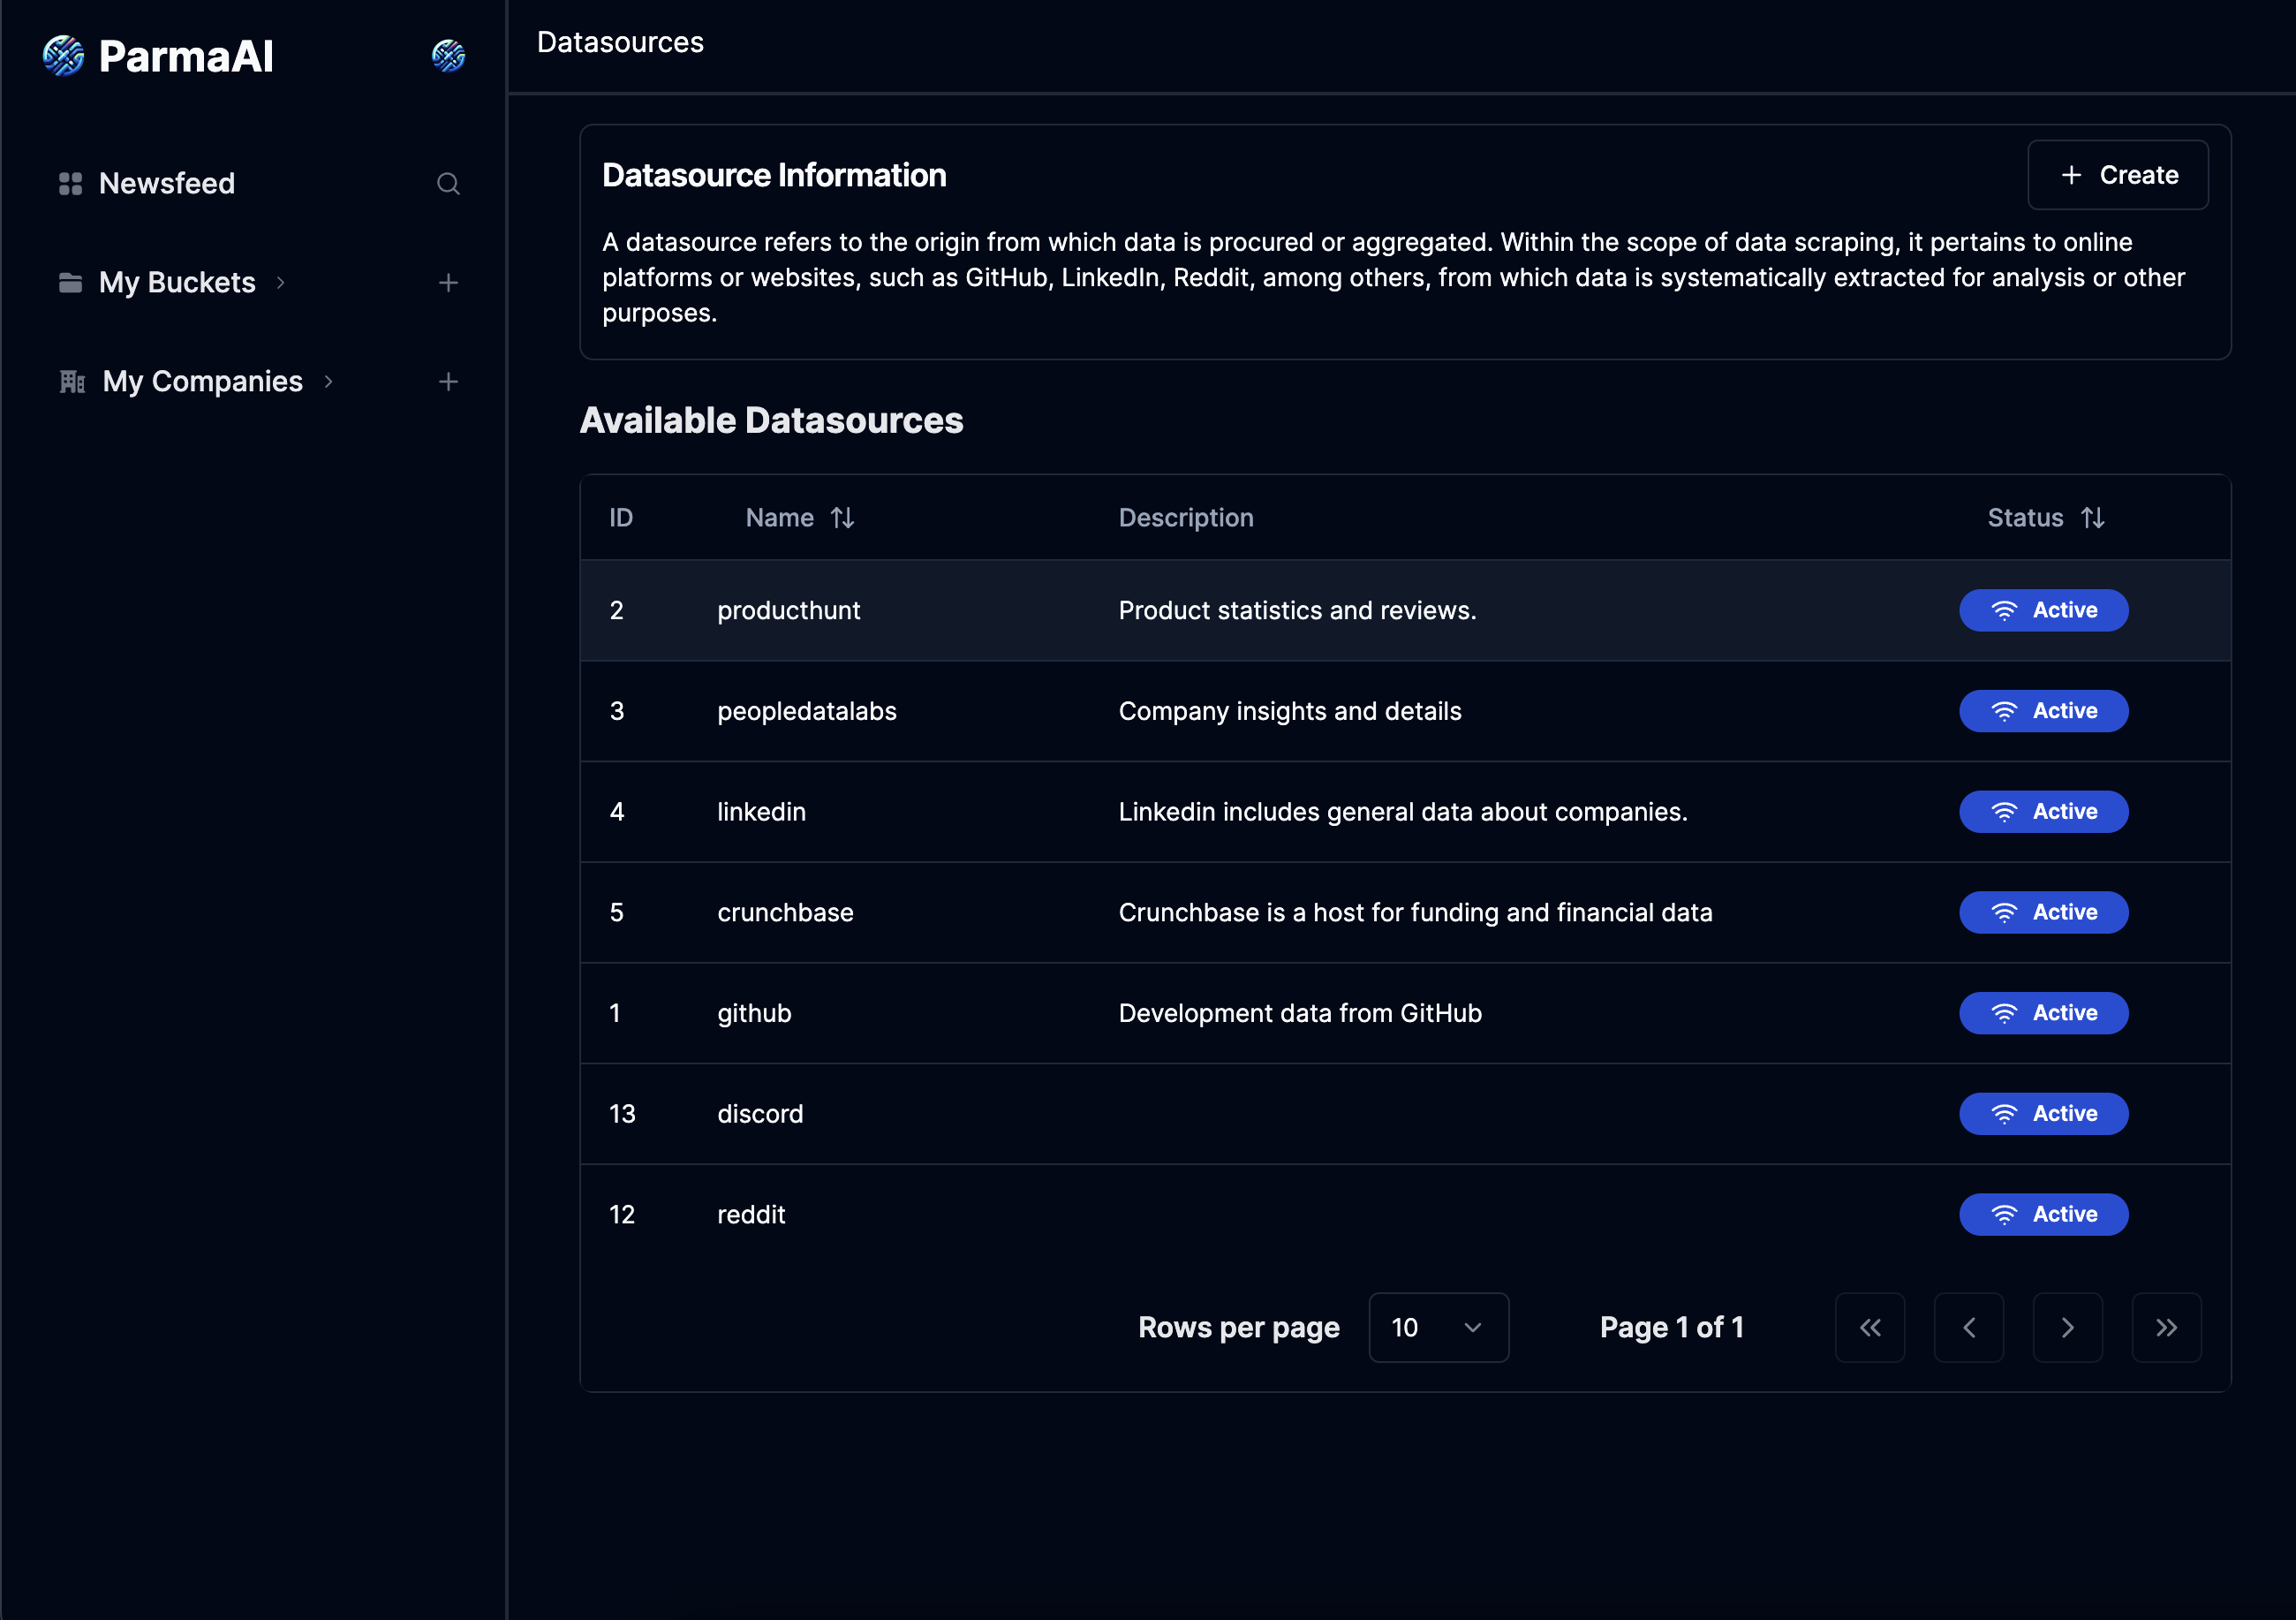 ParmaAI
Newsfeed
My Buckets
My Companies
Datasources
Datasource Information
Create
A datasource refers to the origin from which data is procured or aggregated. Within the scope of data scraping, it pertains to online
platforms or websites, such as GitHub, LinkedIn, Reddit, among others, from which data is systematically extracted for analysis or other
purposes.
Available Datasources
ID Name Description Status
2 producthunt Product statistics and reviews. Active
3 peopledatalabs Company insights and details Active
4 linkedin Linkedin includes general data about companies. Active
5 crunchbase Crunchbase is a host for funding and financial data Active
1 github Development data from GitHub Active
13 discord Active
12 reddit Active
Rows per page 10 Page 1 of 1